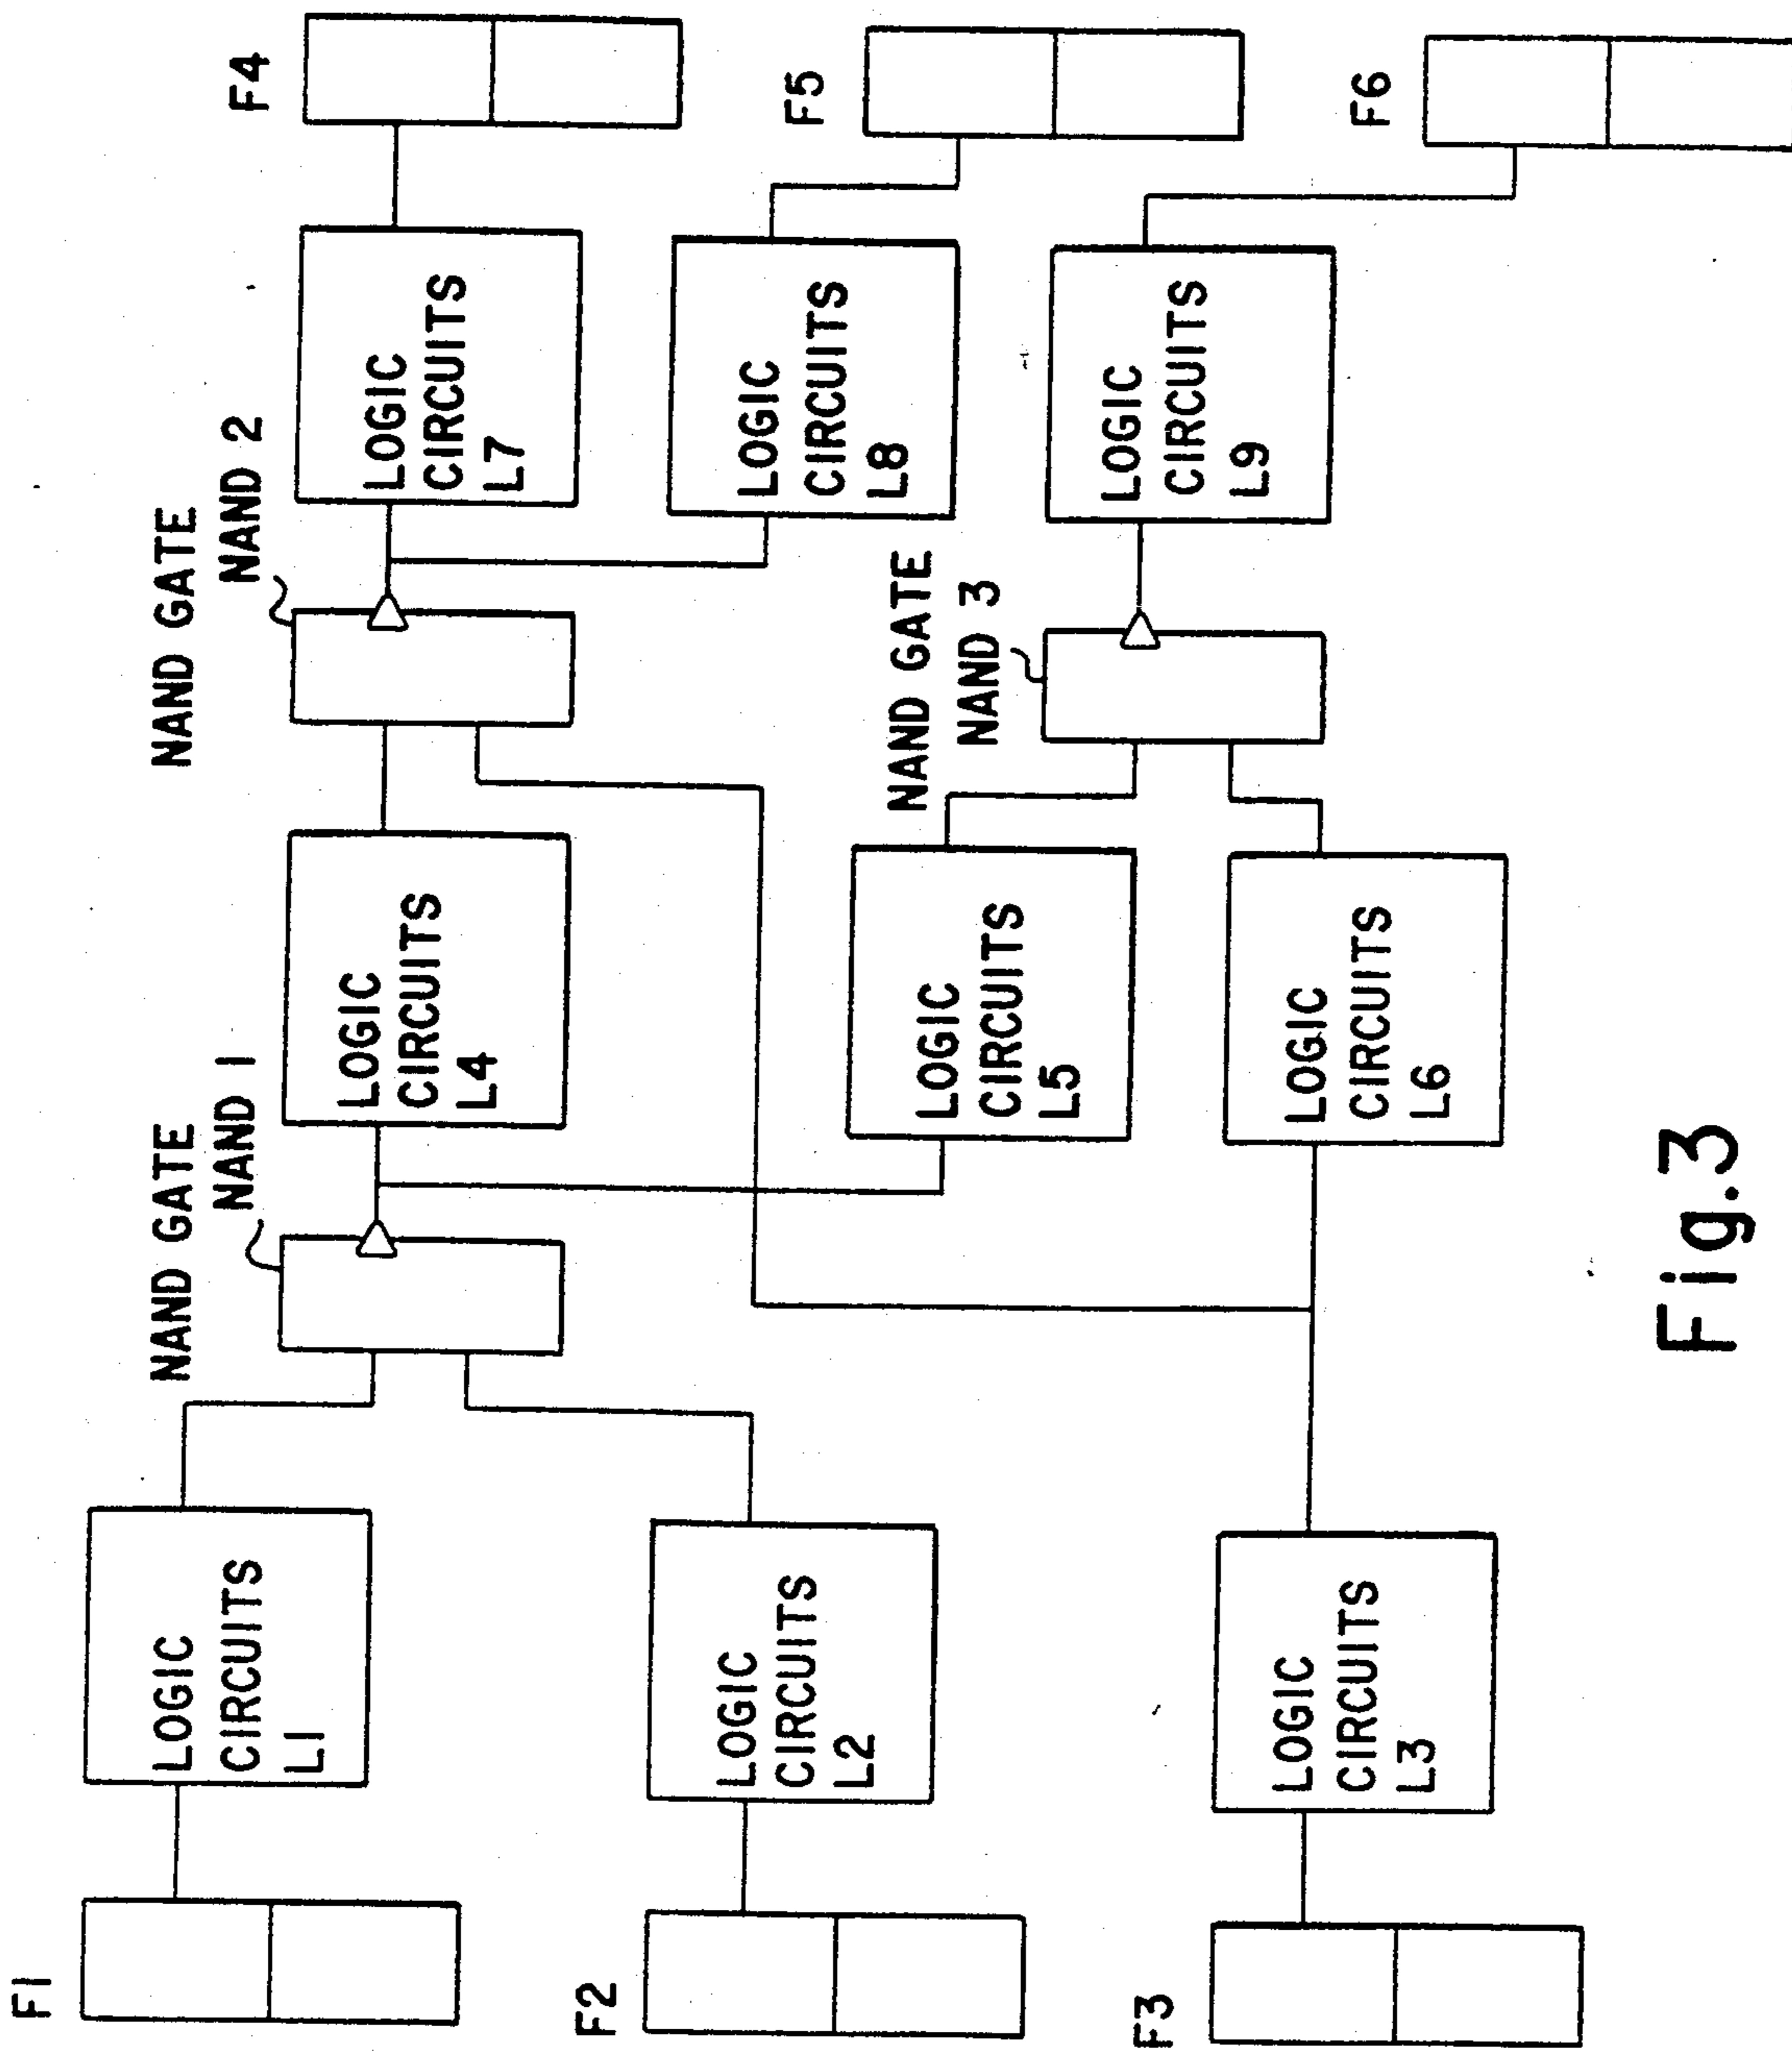 F1
LOGIC
CIRCUITS
L1
NAND GATE
NAND 1
LOGIC
CIRCUITS
L4
NAND GATE
NAND 2
LOGIC
CIRCUITS
L7
F4
F2
LOGIC
CIRCUITS
L2
LOGIC
CIRCUITS
L5
LOGIC
CIRCUITS
L8
F5
NAND GATE
NAND 3
F3
LOGIC
CIRCUITS
L3
LOGIC
CIRCUITS
L6
LOGIC
CIRCUITS
L9
F6
Fig.3